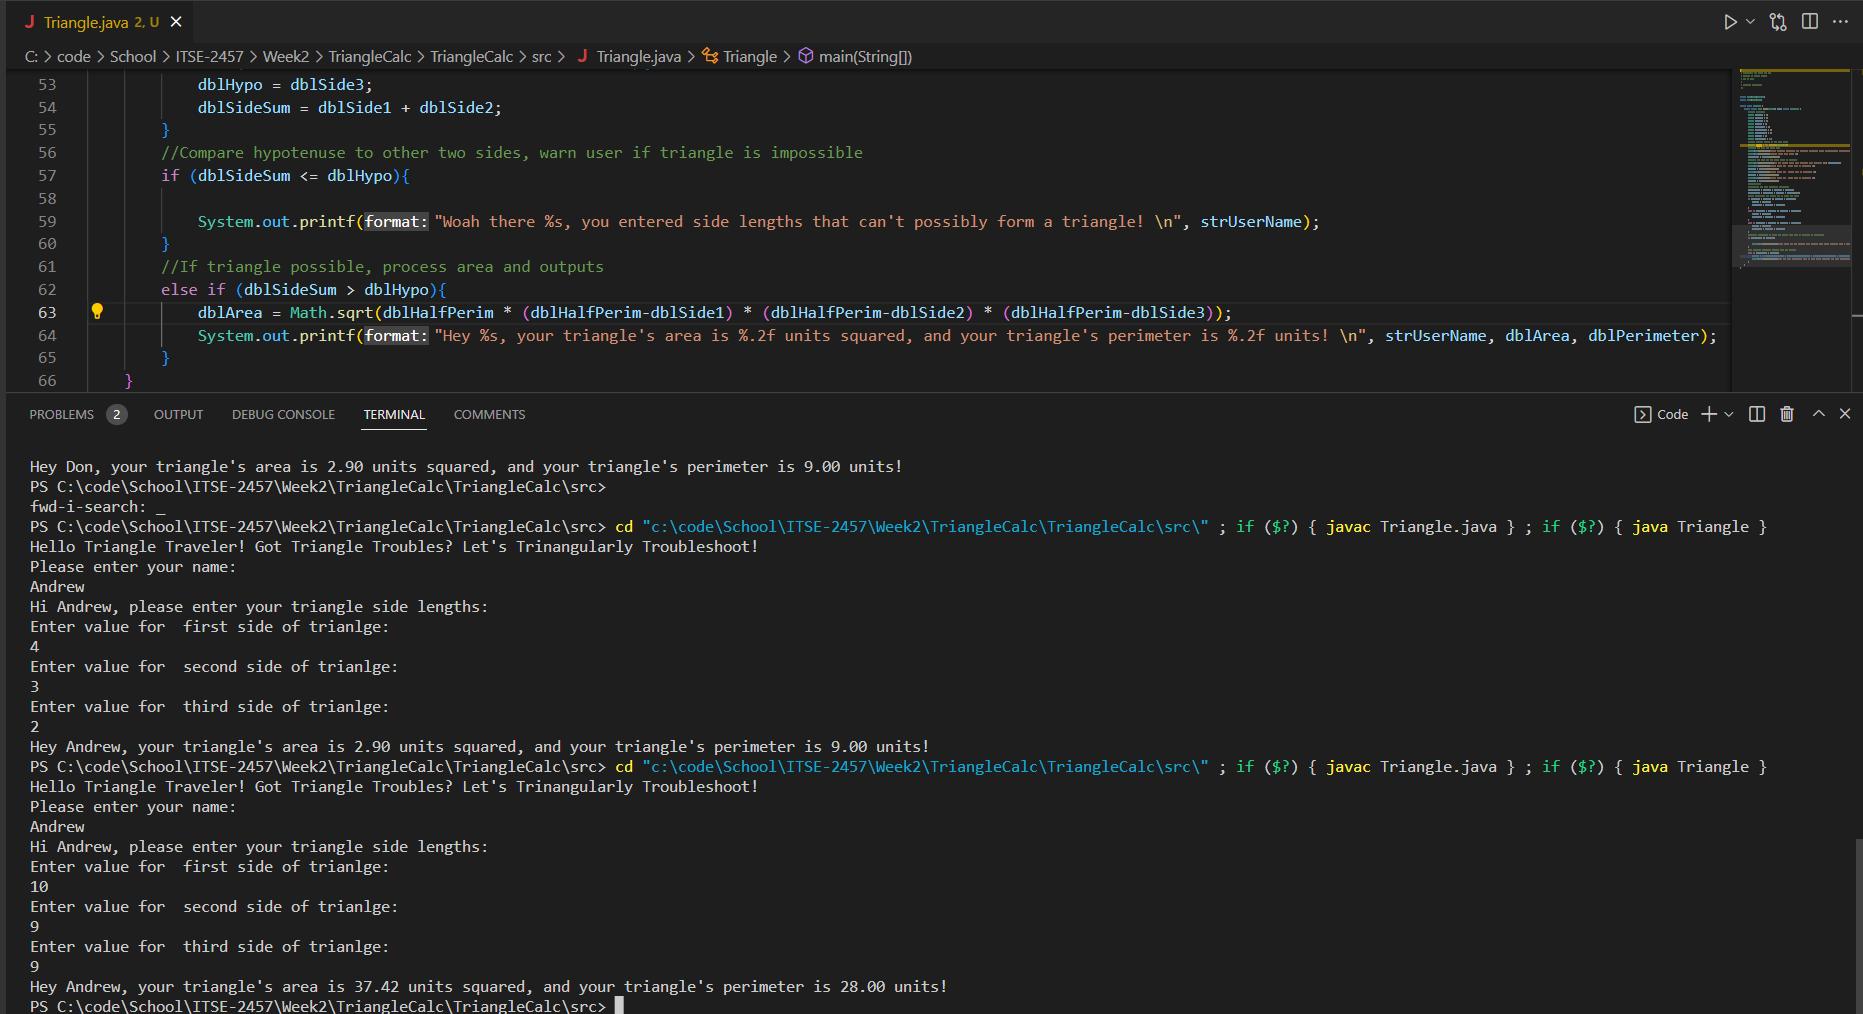 Triangle.java 2, U
C: > code > School > ITSE-2457 > Week2 > TriangleCalc > TriangleCalc > src > J Triangle.java > Triangle > main(String[])
53 dblHypo = dblSide3;
54 dblSideSum = dblSide1 + dblSide2;
55 }
56 //Compare hypotenuse to other two sides, warn user if triangle is impossible
57 if (dblSideSum <= dblHypo){
58
59 System.out.printf(format: "Woah there %s, you entered side lengths that can't possibly form a triangle! \n", strUserName);
60 }
61 //If triangle possible, process area and outputs
62 else if (dblSideSum > dblHypo){
63 dblArea = Math.sqrt(dblHalfPerim * (dblHalfPerim-dblSide1) * (dblHalfPerim-dblSide2) * (dblHalfPerim-dblSide3));
64 System.out.printf(format: "Hey %s, your triangle's area is %.2f units squared, and your triangle's perimeter is %.2f units! \n", strUserName, dblArea, dblPerimeter);
65 }
66 }
PROBLEMS 2 OUTPUT DEBUG CONSOLE TERMINAL COMMENTS Code
Hey Don, your triangle's area is 2.90 units squared, and your triangle's perimeter is 9.00 units!
PS C:\code\School\ITSE-2457\Week2\TriangleCalc\TriangleCalc\src>
fwd-i-search: _
PS C:\code\School\ITSE-2457\Week2\TriangleCalc\TriangleCalc\src> cd "c:\code\School\ITSE-2457\Week2\TriangleCalc\TriangleCalc\src\" ; if ($?) { javac Triangle.java } ; if ($?) { java Triangle }
Hello Triangle Traveler! Got Triangle Troubles? Let's Trinangularly Troubleshoot!
Please enter your name:
Andrew
Hi Andrew, please enter your triangle side lengths:
Enter value for  first side of trianlge:
4
Enter value for  second side of trianlge:
3
Enter value for  third side of trianlge:
2
Hey Andrew, your triangle's area is 2.90 units squared, and your triangle's perimeter is 9.00 units!
PS C:\code\School\ITSE-2457\Week2\TriangleCalc\TriangleCalc\src> cd "c:\code\School\ITSE-2457\Week2\TriangleCalc\TriangleCalc\src\" ; if ($?) { javac Triangle.java } ; if ($?) { java Triangle }
Hello Triangle Traveler! Got Triangle Troubles? Let's Trinangularly Troubleshoot!
Please enter your name:
Andrew
Hi Andrew, please enter your triangle side lengths:
Enter value for  first side of trianlge:
10
Enter value for  second side of trianlge:
9
Enter value for  third side of trianlge:
9
Hey Andrew, your triangle's area is 37.42 units squared, and your triangle's perimeter is 28.00 units!
PS C:\code\School\ITSE-2457\Week2\TriangleCalc\TriangleCalc\src>